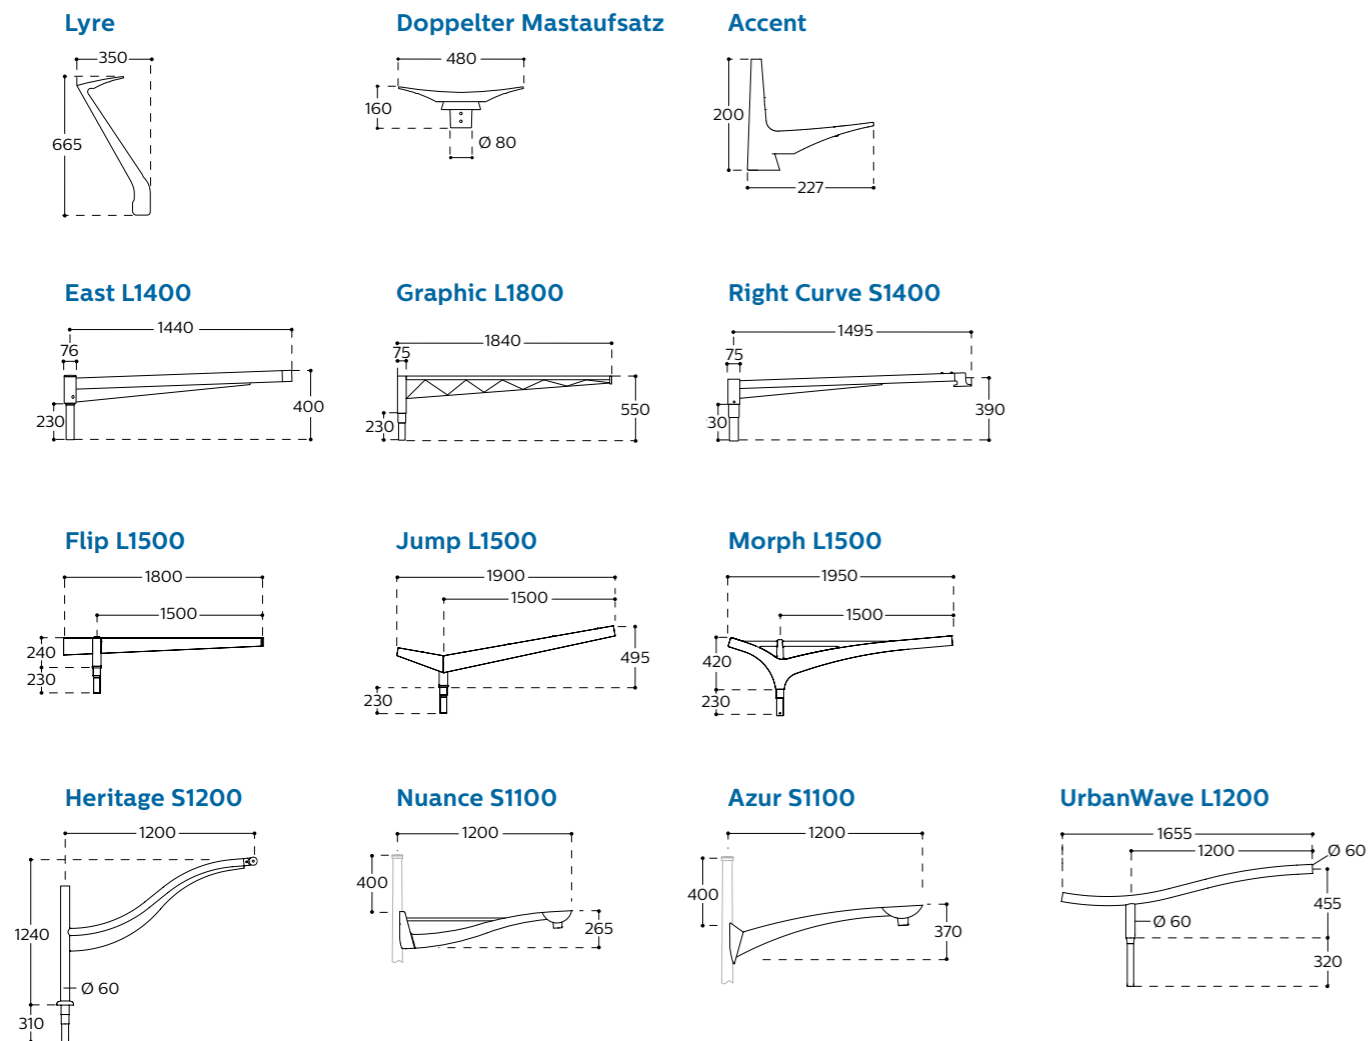 Lyre
350
665
Doppelter Mastaufsatz
480
160
Ø 80
Accent
200
227
East L1400
1440
76
400
230
Graphic L1800
1840
75
550
230
Right Curve S1400
1495
75
390
30
Flip L1500
1800
1500
240
230
Jump L1500
1900
1500
495
230
Morph L1500
1950
1500
420
230
Heritage S1200
1200
1240
Ø 60
310
Nuance S1100
1200
400
265
Azur S1100
1200
400
370
UrbanWave L1200
1655
1200
Ø 60
455
Ø 60
320